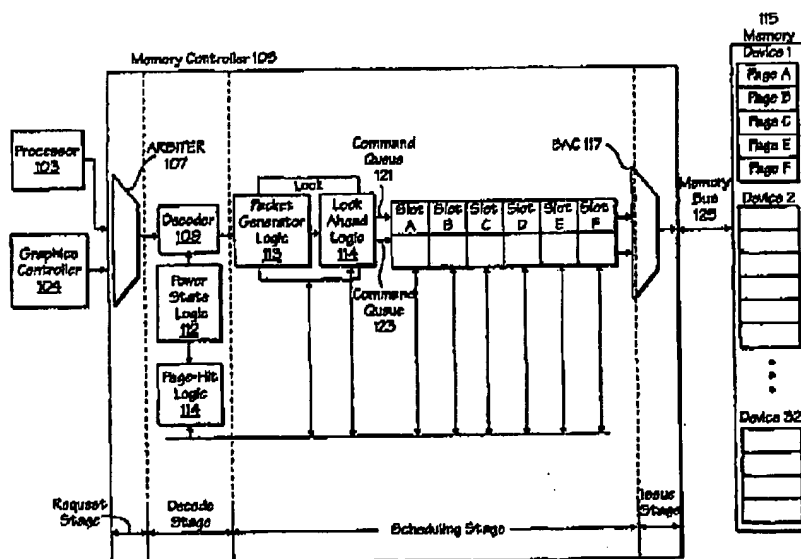 115
Memory
Memory Controller 105
Device 1
Page A
Page B
Page C
Page E
Page F
Processor
103
ARBITER
107
Command
Queue
121
BAC 117
Lock
Decoder
109
Packet
Generator
Logic
113
Look
Ahead
Logic
114
Slot
A
Slot
B
Slot
C
Slot
D
Slot
E
Slot
F
Memory
Bus
125
Device 2
Graphics
Controller
104
Power
State
Logic
112
Command
Queue
123
Page-Hit
Logic
114
Device 32
Request
Stage
Decode
Stage
Scheduling Stage
Issue
Stage